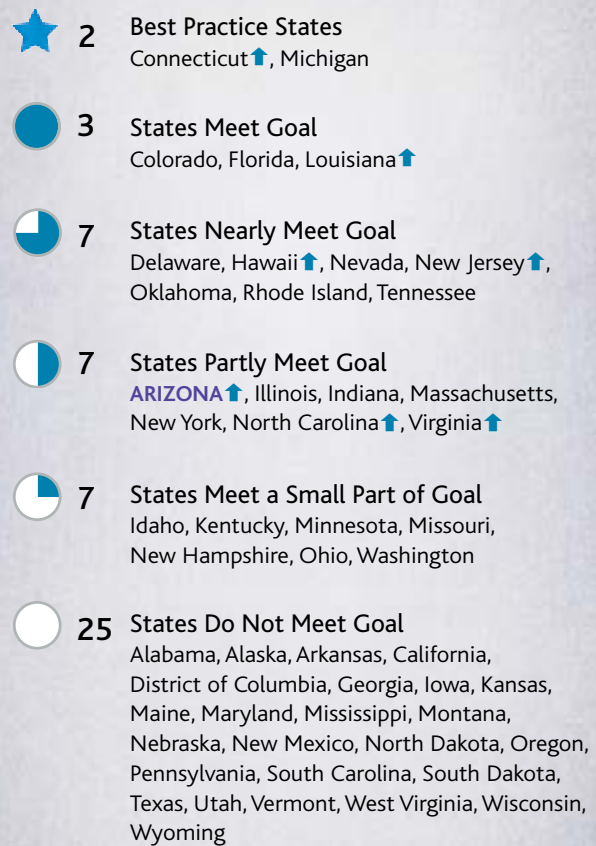 2 Best Practice States
Connecticut⬆, Michigan
3 States Meet Goal
Colorado, Florida, Louisiana⬆
7 States Nearly Meet Goal
Delaware, Hawaii⬆, Nevada, New Jersey⬆,
Oklahoma, Rhode Island, Tennessee
7 States Partly Meet Goal
ARIZONA⬆, Illinois, Indiana, Massachusetts,
New York, North Carolina⬆, Virginia⬆
7 States Meet a Small Part of Goal
Idaho, Kentucky, Minnesota, Missouri,
New Hampshire, Ohio, Washington
25 States Do Not Meet Goal
Alabama, Alaska, Arkansas, California,
District of Columbia, Georgia, Iowa, Kansas,
Maine, Maryland, Mississippi, Montana,
Nebraska, New Mexico, North Dakota, Oregon,
Pennsylvania, South Carolina, South Dakota,
Texas, Utah, Vermont, West Virginia, Wisconsin,
Wyoming